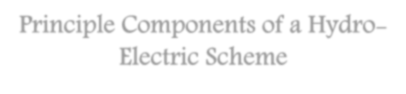 Principle Components of a Hydro-
Electric Scheme